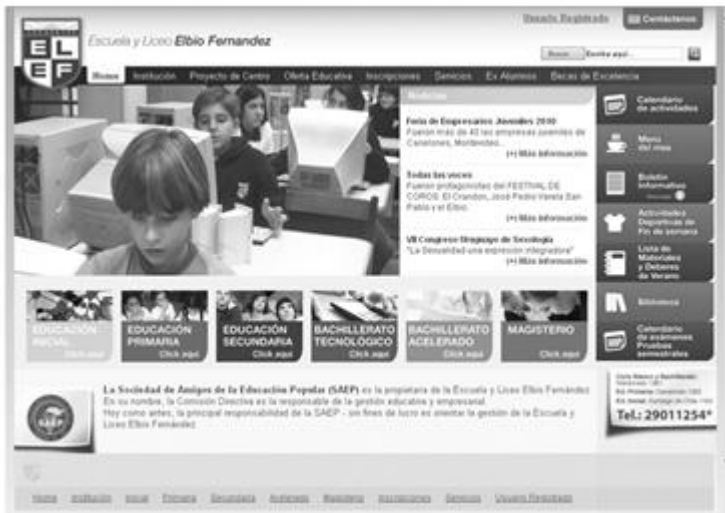 Usuario Registrado
Contáctenos
EL
EF
Escuela y Liceo Elbio Fernandez
Buscar
Escriba aquí...
Home Institución Proyecto de Centro Oferta Educativa Inscripciones Servicios Ex Alumnos Becas de Excelencia
Noticias
Feria de Empresarios Juveniles 2010
Fueron más de 40 las empresas juveniles de
Canelones, Montevideo...
(+) Más información
Todas las voces
Fueron protagonistas del FESTIVAL DE
COROS: El Crandon, José Pedro Varela San
Pablo y el Elbio.
(+) Más información
VII Congreso Uruguayo de Sexología
"La Sexualidad una expresión integradora"
(+) Más información
Calendario
de actividades
Menu
del mes
Boletín
Informativo
Actividades
Deportivas de
Fin de semana
Lista de
Materiales
y Deberes
de Verano
Biblioteca
Calendario
de exámenes
Pruebas
semestrales
EDUCACIÓN
INICIAL
Click aquí
EDUCACIÓN
PRIMARIA
Click aquí
EDUCACIÓN
SECUNDARIA
Click aquí
BACHILLERATO
TECNOLÓGICO
Click aquí
BACHILLERATO
ACELERADO
Click aquí
MAGISTERIO
Click aquí
La Sociedad de Amigos de la Educación Popular (SAEP) es la propietaria de la Escuela y Liceo Elbio Fernández.
En su nombre, la Comisión Directiva es la responsable de la gestión educativa y empresarial.
Hoy como antes, la principal responsabilidad de la SAEP - sin fines de lucro es orientar la gestión de la Escuela y
Liceo Elbio Fernández.
SAEP
Tel.: 29011254*
Home Institución Inicial Primaria Secundaria Acelerado Magisterio Inscripciones Servicios Usuario Registrado